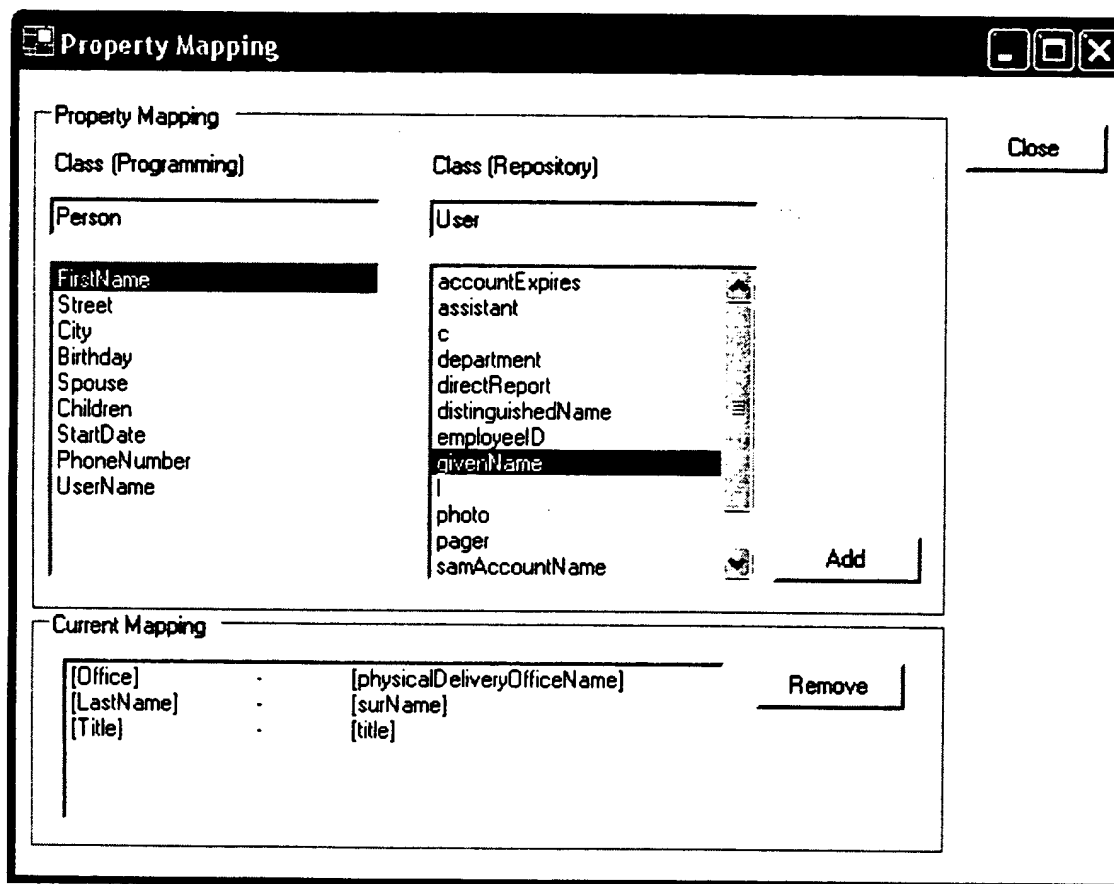 Property Mapping
Property Mapping
Class (Programming)
Class (Repository)
Close
Person
User
FirstName
Street
City
Birthday
Spouse
Children
StartDate
PhoneNumber
UserName
accountExpires
assistant
c
department
directReport
distinguishedName
employeeID
givenName
l
photo
pager
samAccountName
Add
Current Mapping
[Office] - [physicalDeliveryOfficeName]
[LastName] - [surName]
[Title] - [title]
Remove